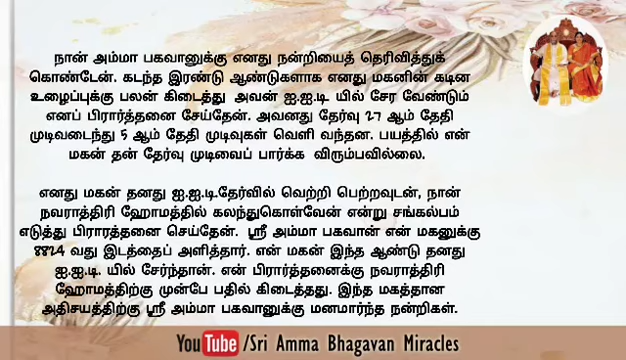 நான் அம்மா பகவானுக்கு எனது நன்றியைத் தெரிவித்துக்
கொண்டேன். கடந்த இரண்டு ஆண்டுகளாக எனது மகனின் கடின
உழைப்புக்கு பலன் கிடைத்து அவன் ஐ.ஐ.டி யில் சேர வேண்டும்
எனப் பிரார்த்தனை சேய்தேன். அவனது தேர்வு 27 ஆம் தேதி
முடிவடைந்து 5 ஆம் தேதி முடிவுகள் வெளி வந்தன. பயத்தில் என்
மகன் தன் தேர்வு முடிவைப் பார்க்க விரும்பவில்லை.
எனது மகன் தனது ஐ.ஐ.டி.தேர்வில் வெற்றி பெற்றவுடன், நான்
நவராத்திரி ஹோமத்தில் கலந்துகொள்வேன் என்று சங்கல்பம்
எடுத்து பிராரத்தனை செய்தேன். ஸ்ரீ அம்மா பகவான் என் மகனுக்கு
8824 வது இடத்தைப் அளித்தார். என் மகன் இந்த ஆண்டு தனது
ஐ.ஐ.டி. யில் சேர்ந்தான். என் பிரார்த்தனைக்கு நவராத்திரி
ஹோமத்திற்கு முன்பே பதில் கிடைத்தது. இந்த மகத்தான
அதிசயத்திற்கு ஸ்ரீ அம்மா பகவானுக்கு மனமார்ந்த நன்றிகள்.
YouTube /Sri Amma Bhagavan Miracles